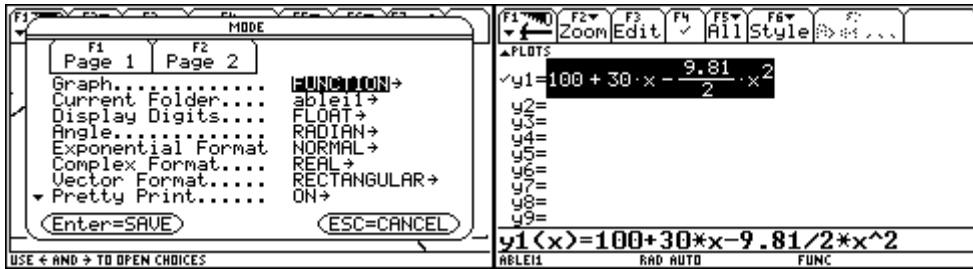 MODE
F1 F2
Page 1 Page 2
Graph............. FUNCTION→
Current Folder.... ablei1→
Display Digits.... FLOAT→
Angle............. RADIAN→
Exponential Format NORMAL→
Complex Format.... REAL→
Vector Format..... RECTANGULAR→
▾ Pretty Print...... ON→
Enter=SAVE ESC=CANCEL
USE ← AND → TO OPEN CHOICES
F1 F2 F3 F4 F5 F6
Zoom Edit ✓ All Style
▲PLOTS
✓y1=100 + 30·x − 9.81/2·x²
y2=
y3=
y4=
y5=
y6=
y7=
y8=
y9=
y1(x)=100+30*x-9.81/2*x^2
ABLEI1 RAD AUTO FUNC